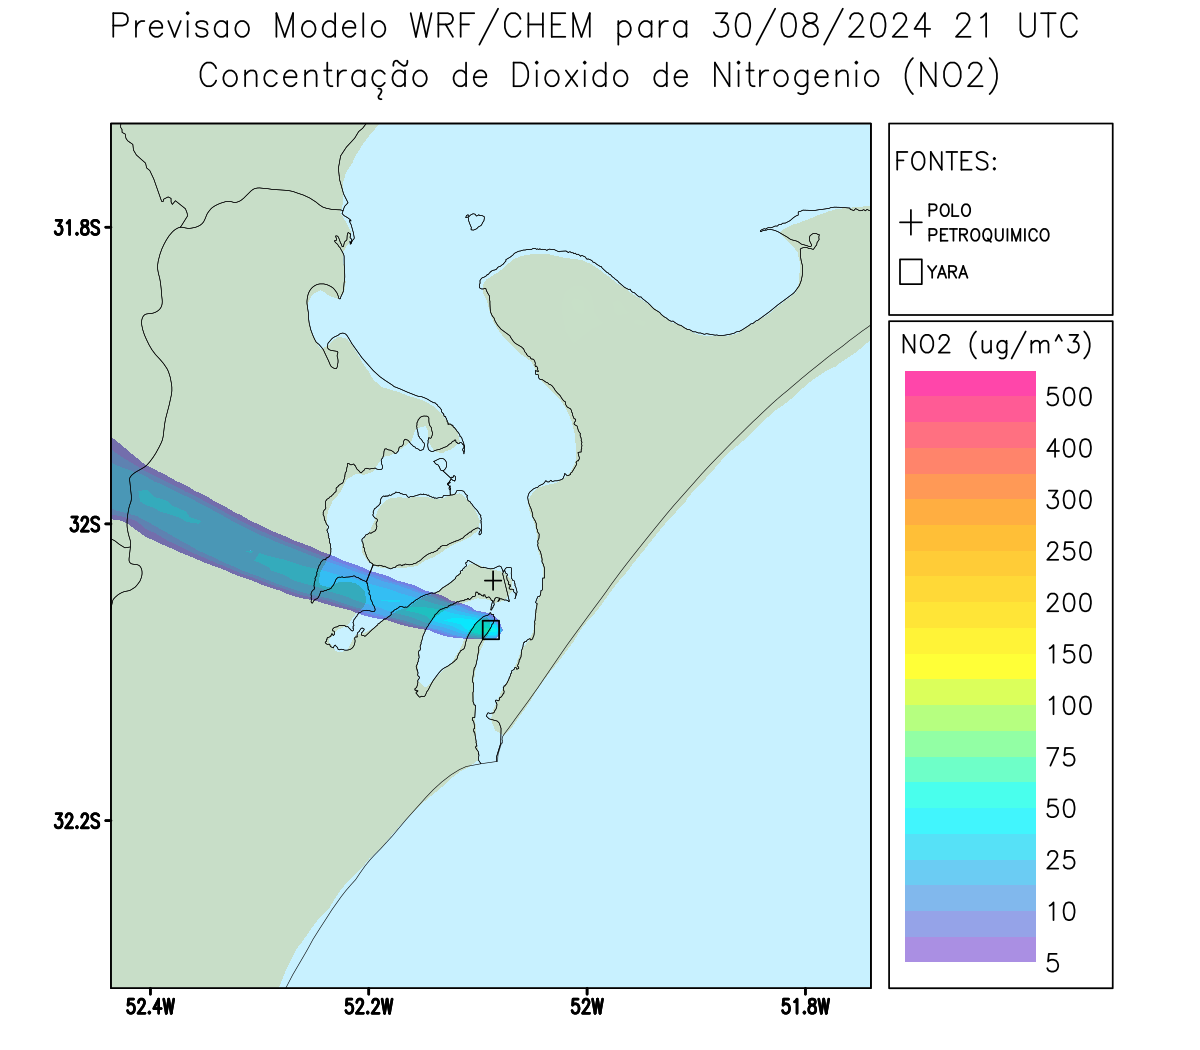 Previsao Modelo WRF/CHEM para 30/08/2024 21 UTC
Concentração de Dioxido de Nitrogenio (NO2)
31.8S
32S
32.2S
52.4W
52.2W
52W
51.8W
FONTES:
POLO
PETROQUIMICO
YARA
NO2 (ug/m^3)
500
400
300
250
200
150
100
75
50
25
10
5